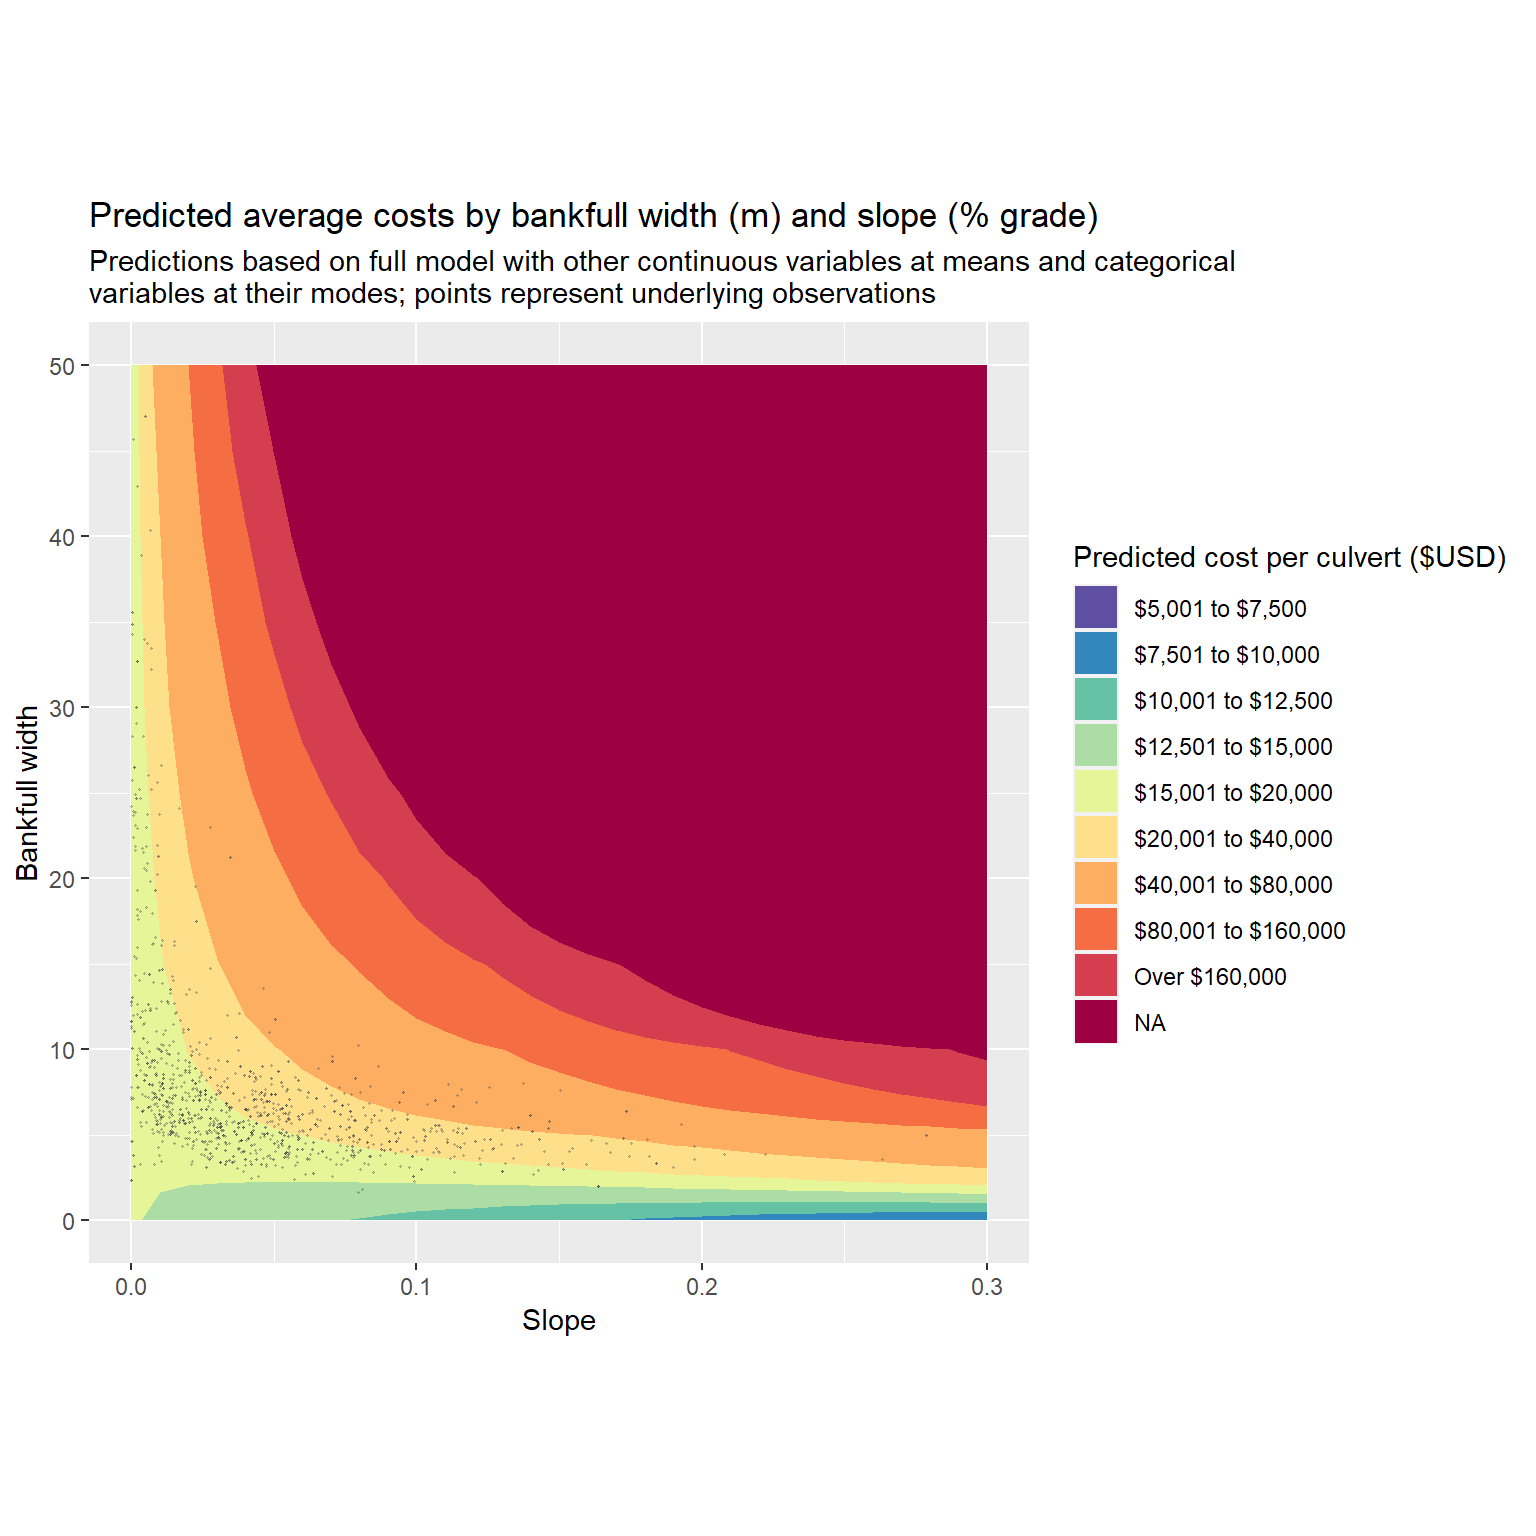 Predicted average costs by bankfull width (m) and slope (% grade)
Predictions based on full model with other continuous variables at means and categorical
variables at their modes; points represent underlying observations
50
40
30
20
10
0
Bankfull width
0.0
0.1
0.2
0.3
Slope
Predicted cost per culvert ($USD)
$5,001 to $7,500
$7,501 to $10,000
$10,001 to $12,500
$12,501 to $15,000
$15,001 to $20,000
$20,001 to $40,000
$40,001 to $80,000
$80,001 to $160,000
Over $160,000
NA